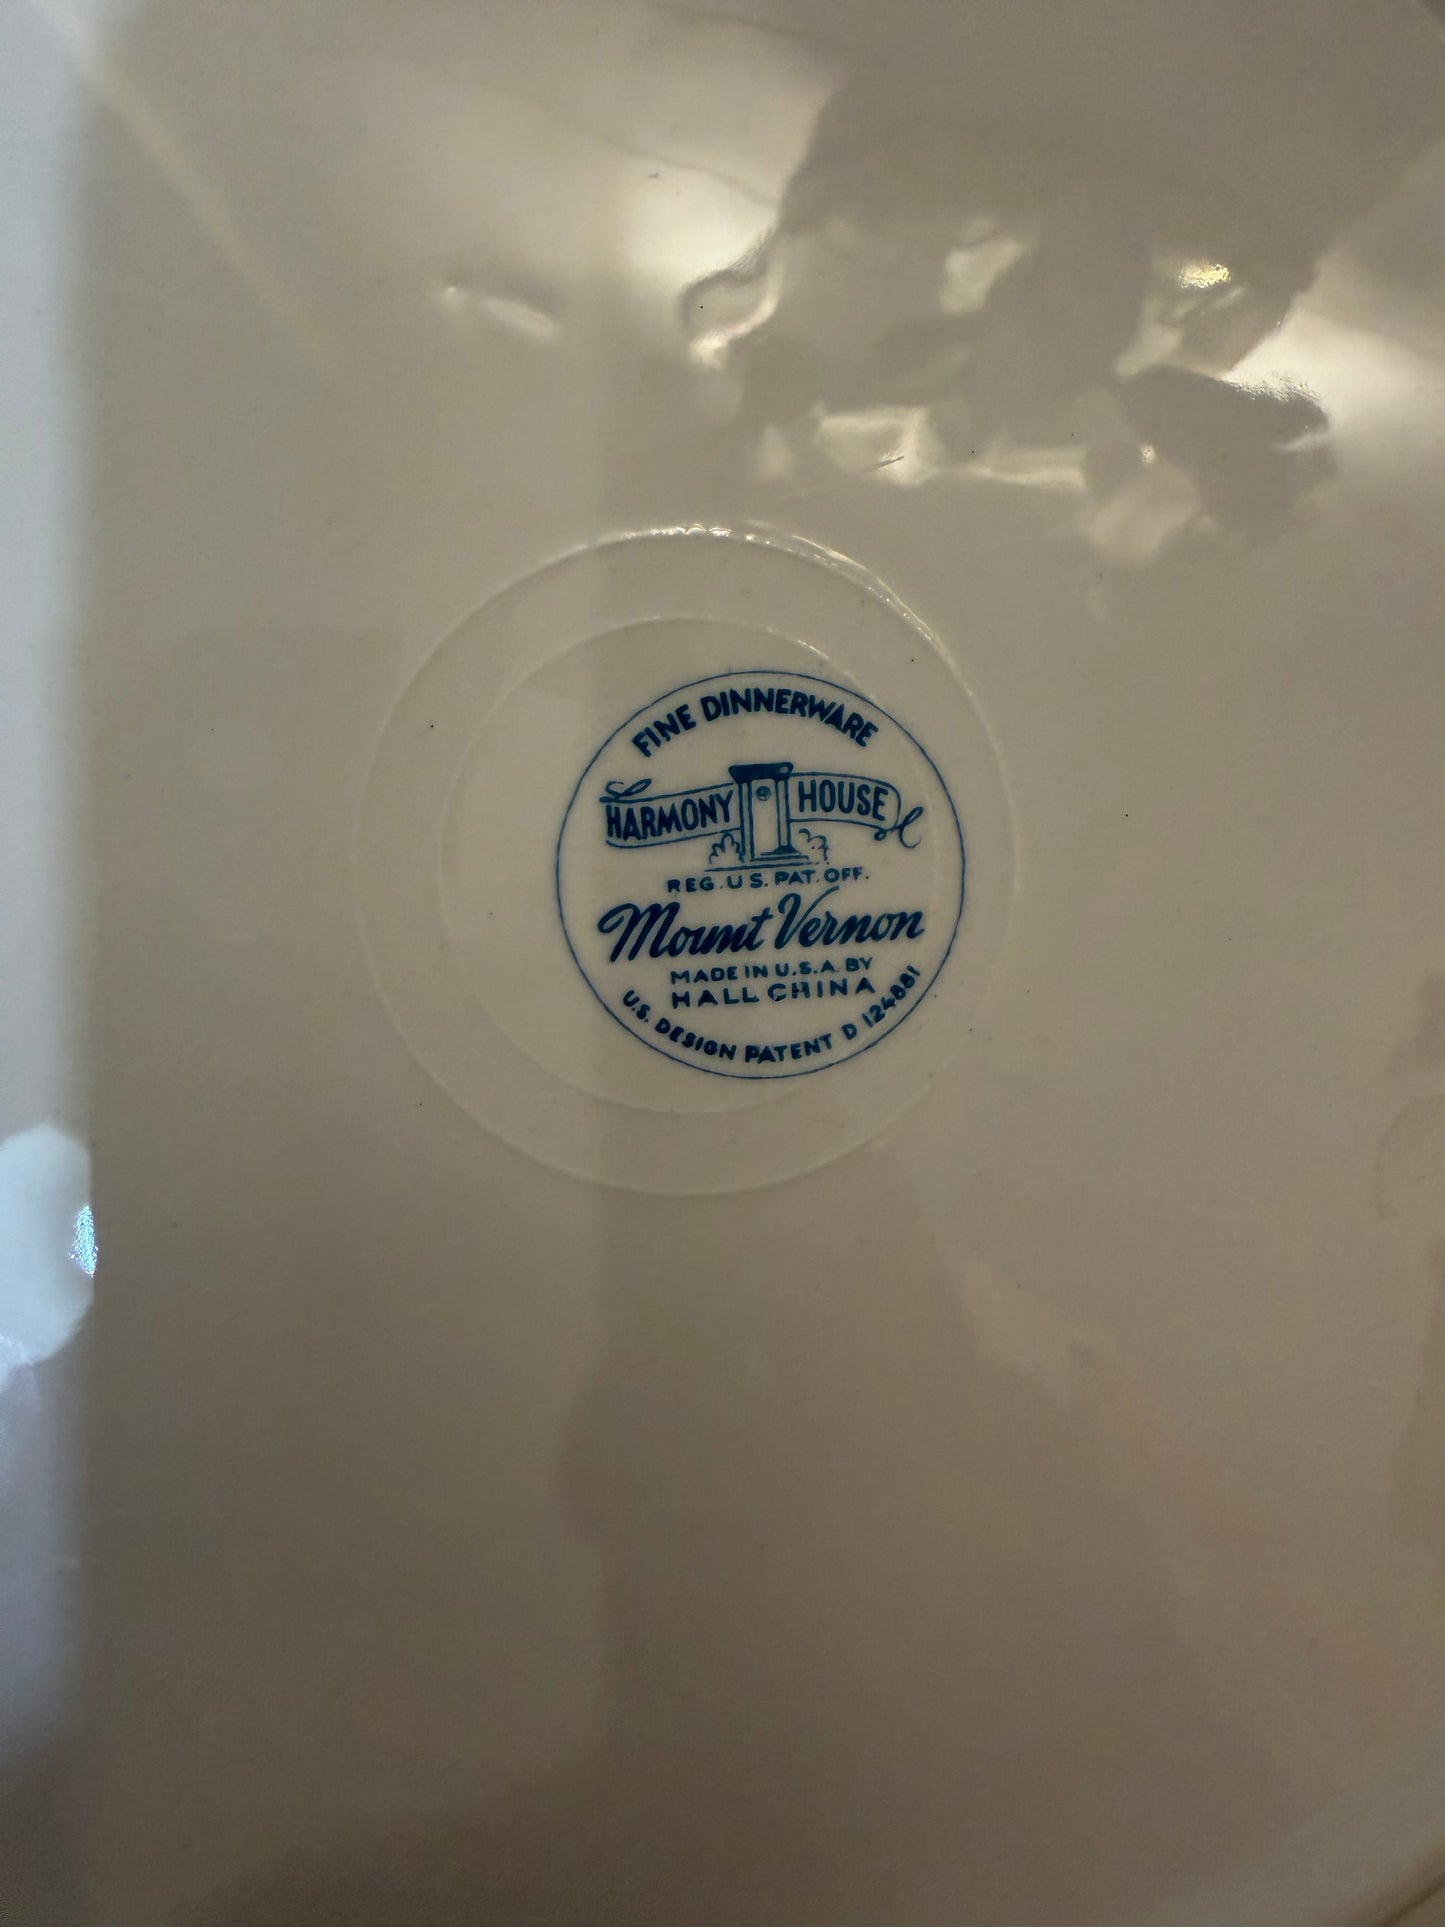 FINE DINNERWARE
HARMONY HOUSE
REG. U.S. PAT. OFF.
Mount Vernon
MADE IN U.S.A. BY
HALL CHINA
U.S. DESIGN PATENT D 124881